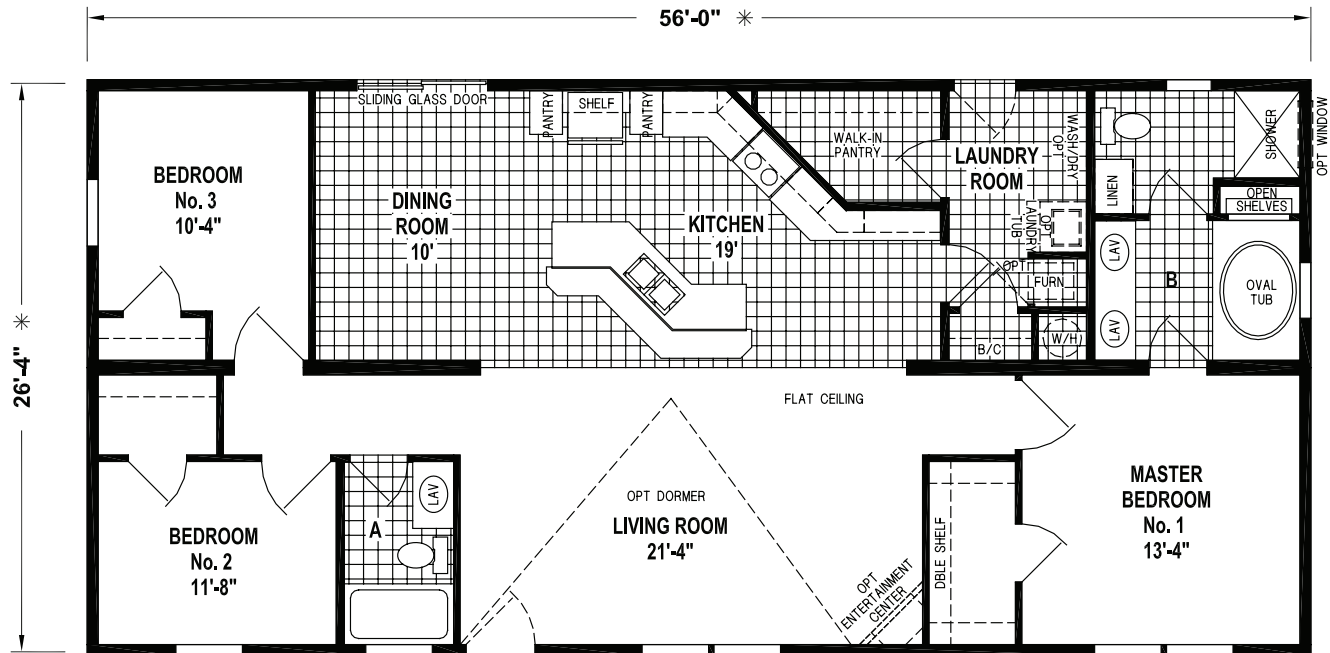 56'-0" ✳
26'-4" ✳
SLIDING GLASS DOOR
PANTRY
SHELF
PANTRY
WALK-IN
PANTRY
LAUNDRY
ROOM
WASH/DRY
OPT
SHOWER
OPT WINDOW
BEDROOM
No. 3
10'-4"
DINING
ROOM
10'
KITCHEN
19'
OPT
LAUNDRY
TUB
LINEN
OPEN
SHELVES
OPT
FURN
LAV
B
OVAL
TUB
LAV
B/C
W/H
FLAT CEILING
BEDROOM
No. 2
11'-8"
A
LAV
OPT DORMER
LIVING ROOM
21'-4"
OPT
ENTERTAINMENT
CENTER
DBLE SHELF
MASTER
BEDROOM
No. 1
13'-4"